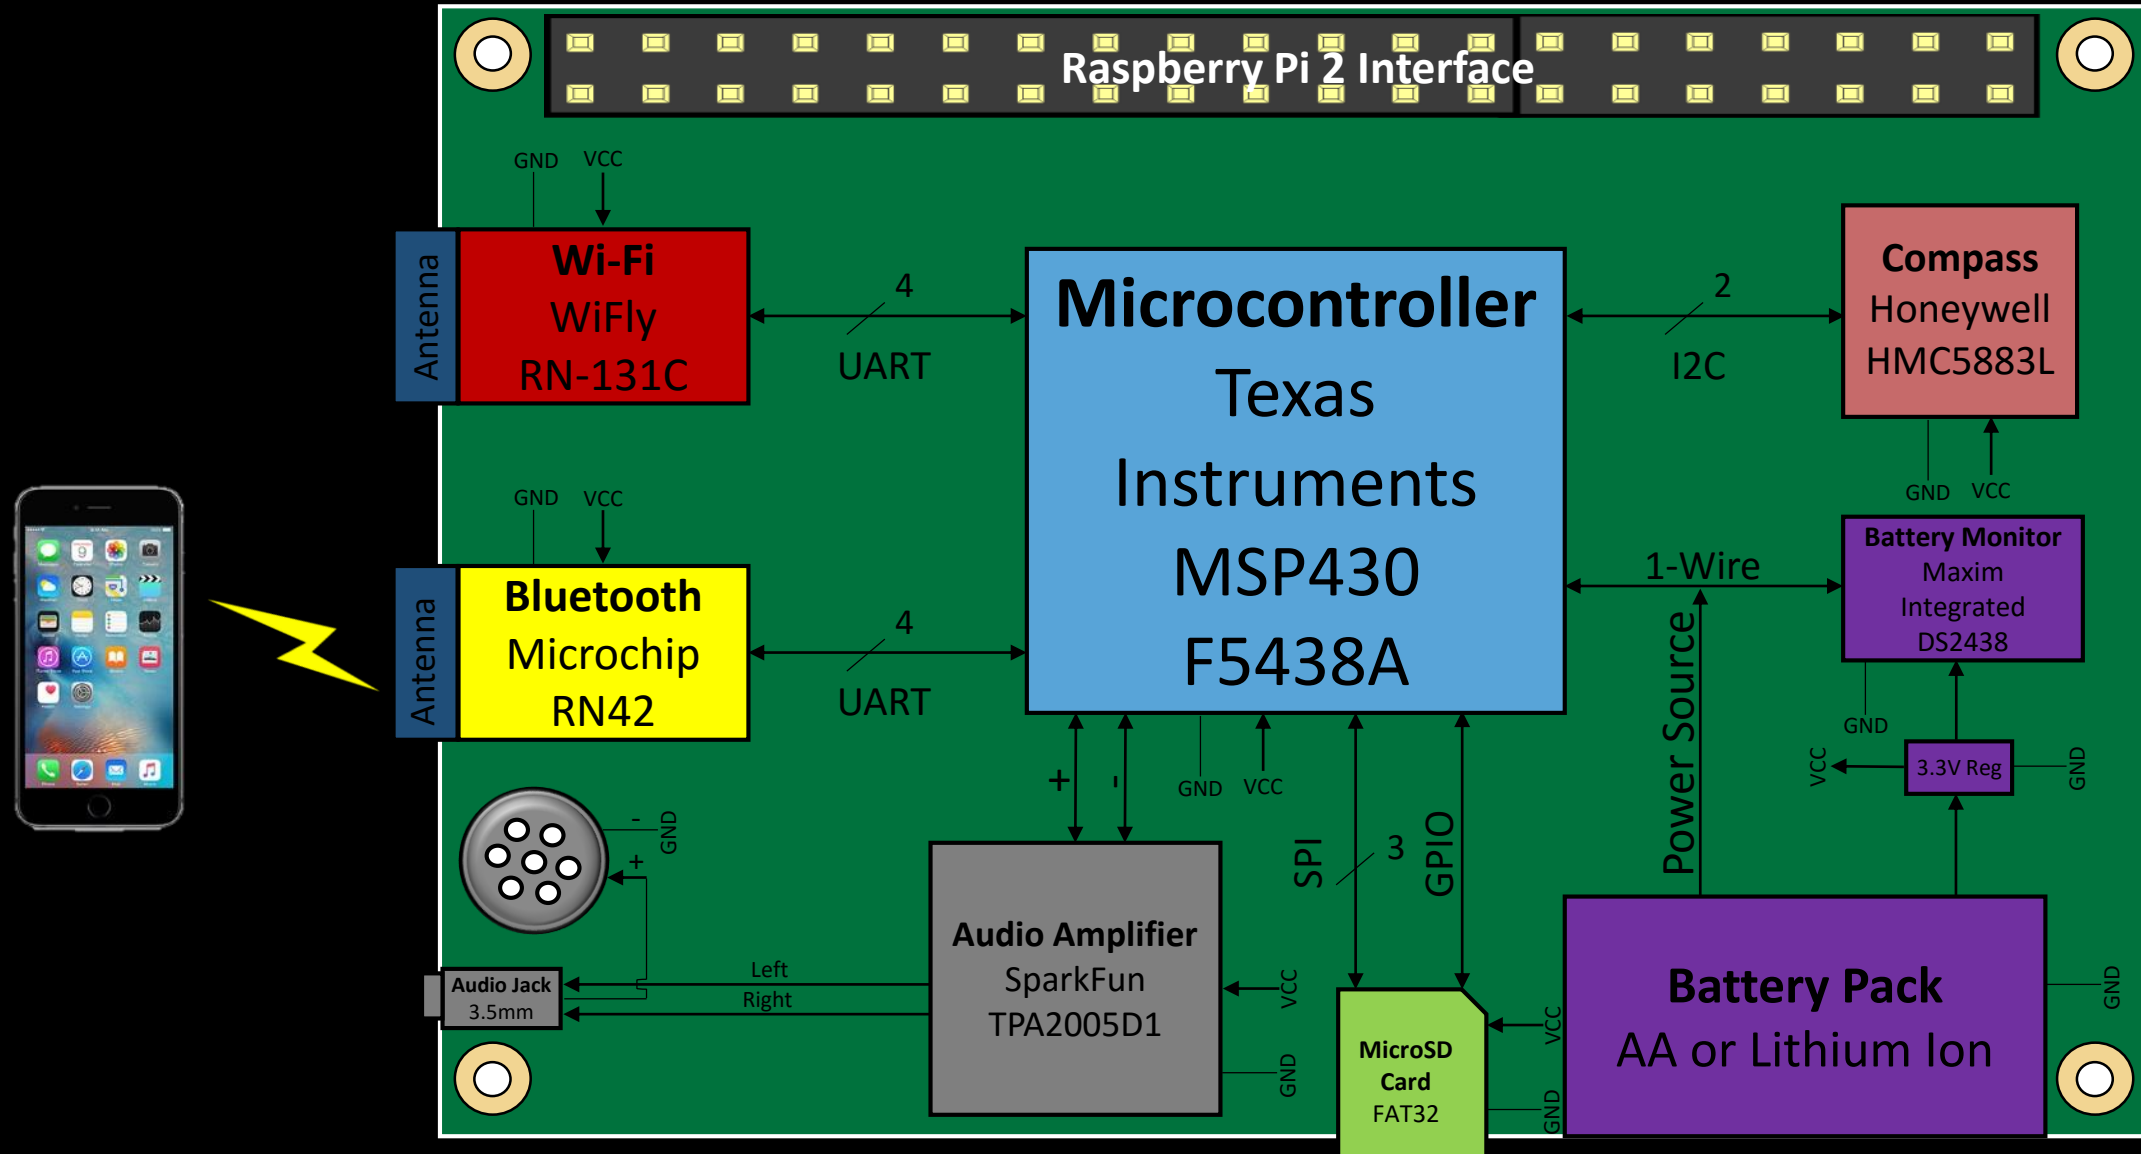 Raspberry Pi 2 Interface
GND
VCC
Antenna
Wi-Fi
WiFly
RN-131C
4
UART
Microcontroller
Texas
Instruments
MSP430
F5438A
2
I2C
Compass
Honeywell
HMC5883L
GND
VCC
GND
VCC
Antenna
Bluetooth
Microchip
RN42
4
UART
1-Wire
Power Source
Battery Monitor
Maxim
Integrated
DS2438
GND
VCC
3.3V Reg
GND
+
-
GND
VCC
SPI
3
GPIO
-
GND
+
Audio Jack
3.5mm
Left
Right
Audio Amplifier
SparkFun
TPA2005D1
VCC
GND
MicroSD
Card
FAT32
VCC
GND
Battery Pack
AA or Lithium Ion
GND